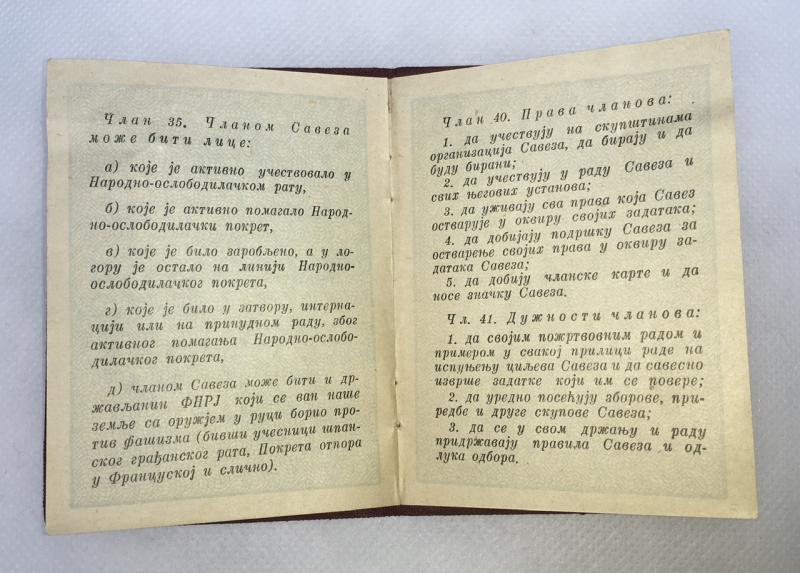 Члан 35. Чланом Савеза
може бити лице:
а) које је активно учествовало у
Народно-ослободилачком рату,
б) које је активно помагало Народ-
но-ослободилачки покрет,
в) које је било заробљено, а у ло-
гору је остало на линији Народно-
ослободилачког покрета,
г) које је било у затвору, интерна-
цији или на принудном раду, због
активног помагања Народно-ослобо-
дилачког покрета,
д) чланом Савеза може бити и др-
жављанин ФНРЈ који се ван наше
земље са оружјем у руци борио про-
тив фашизма (бивши учесници шпан-
ског грађанског рата, Покрета отпора
у Француској и слично).
Члан 40. Права чланова:
1. да учествују на скупштинама
организација Савеза, да бирају и да
буду бирани;
2. да учествују у раду Савеза и
свих његових установа;
3. да уживају сва права која Савез
остварује у оквиру својих задатака;
4. да добијају подршку Савеза за
остварење својих права у оквиру за-
датака Савеза;
5. да добију чланске карте и да
носе значку Савеза.
Чл. 41. Дужности чланова:
1. да својим пожртвовним радом и
примером у свакој прилици раде на
испуњењу циљева Савеза и да савесно
изврше задатке који им се повере;
2. да уредно посећују зборове, при-
редбе и друге скупове Савеза;
3. да се у свом држању и раду
придржавају правила Савеза и од-
лука одбора.